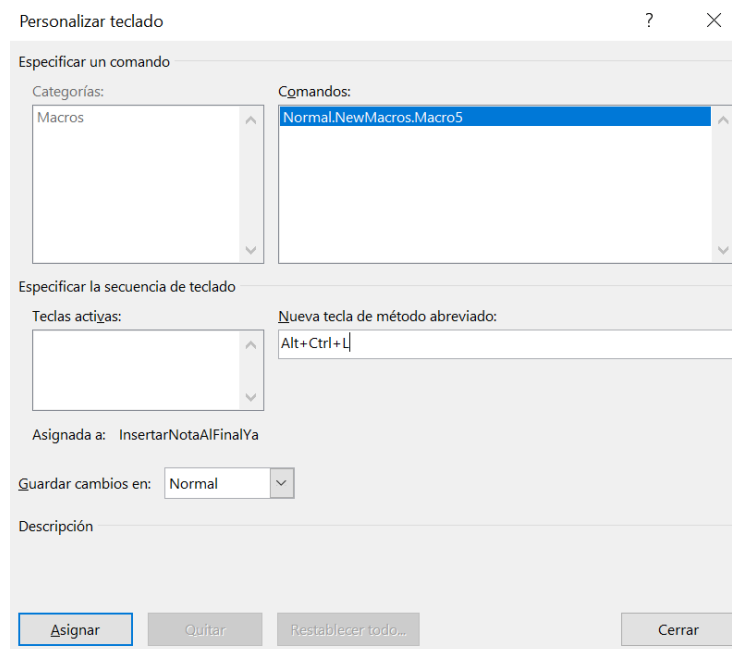 Personalizar teclado
Especificar un comando
Categorías:
Comandos:
Macros
Normal.NewMacros.Macro5
Especificar la secuencia de teclado
Teclas activas:
Nueva tecla de método abreviado:
Alt+Ctrl+L
Asignada a: InsertarNotaAlFinalYa
Guardar cambios en: Normal
Descripción
Asignar
Quitar
Restablecer todo...
Cerrar